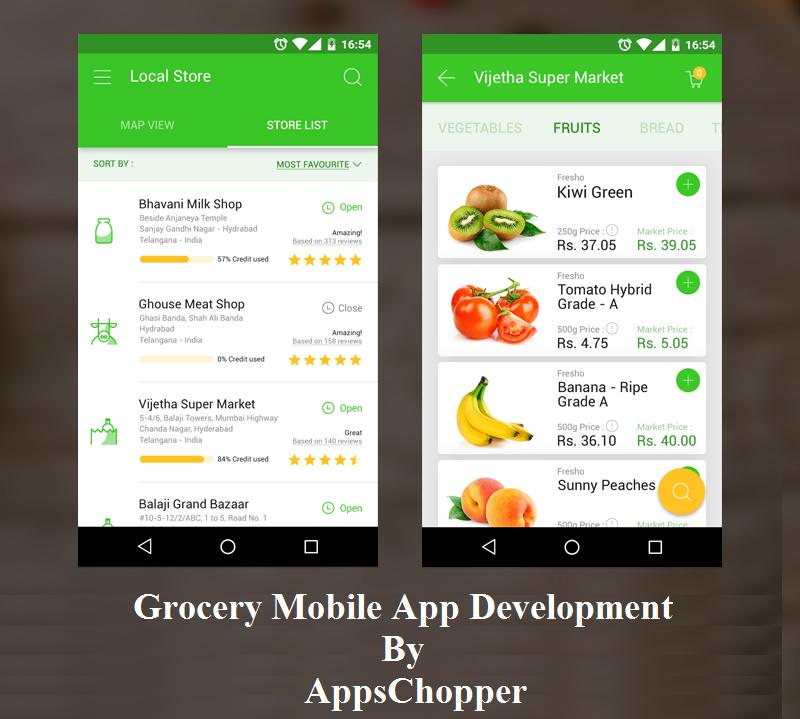 16:54
Local Store
MAP VIEW
STORE LIST
SORT BY :
MOST FAVOURITE
Bhavani Milk Shop
Open
Beside Anjaneya Temple
Sanjay Gandhi Nagar - Hydrabad
Telangana - India
Amazing!
Based on 313 reviews
57% Credit used
Ghouse Meat Shop
Close
Ghasi Banda, Shah Ali Banda
Hydrabad
Telangana - India
Amazing!
Based on 158 reviews
0% Credit used
Vijetha Super Market
Open
5-4/6, Balaji Towers, Mumbai Highway
Chanda Nagar, Hyderabad
Telangana - India
Great
Based on 140 reviews
84% Credit used
Balaji Grand Bazaar
Open
#10-5-12/2/ABC, 1 to 5, Road No. 1
16:54
Vijetha Super Market
0
VEGETABLES
FRUITS
BREAD
Fresho
Kiwi Green
250g Price :
Market Price :
Rs. 37.05
Rs. 39.05
Fresho
Tomato Hybrid
Grade - A
500g Price :
Market Price :
Rs. 4.75
Rs. 5.05
Fresho
Banana - Ripe
Grade A
500g Price :
Market Price :
Rs. 36.10
Rs. 40.00
Fresho
Sunny Peaches
500g Price :
Market Price :
Grocery Mobile App Development
By
AppsChopper